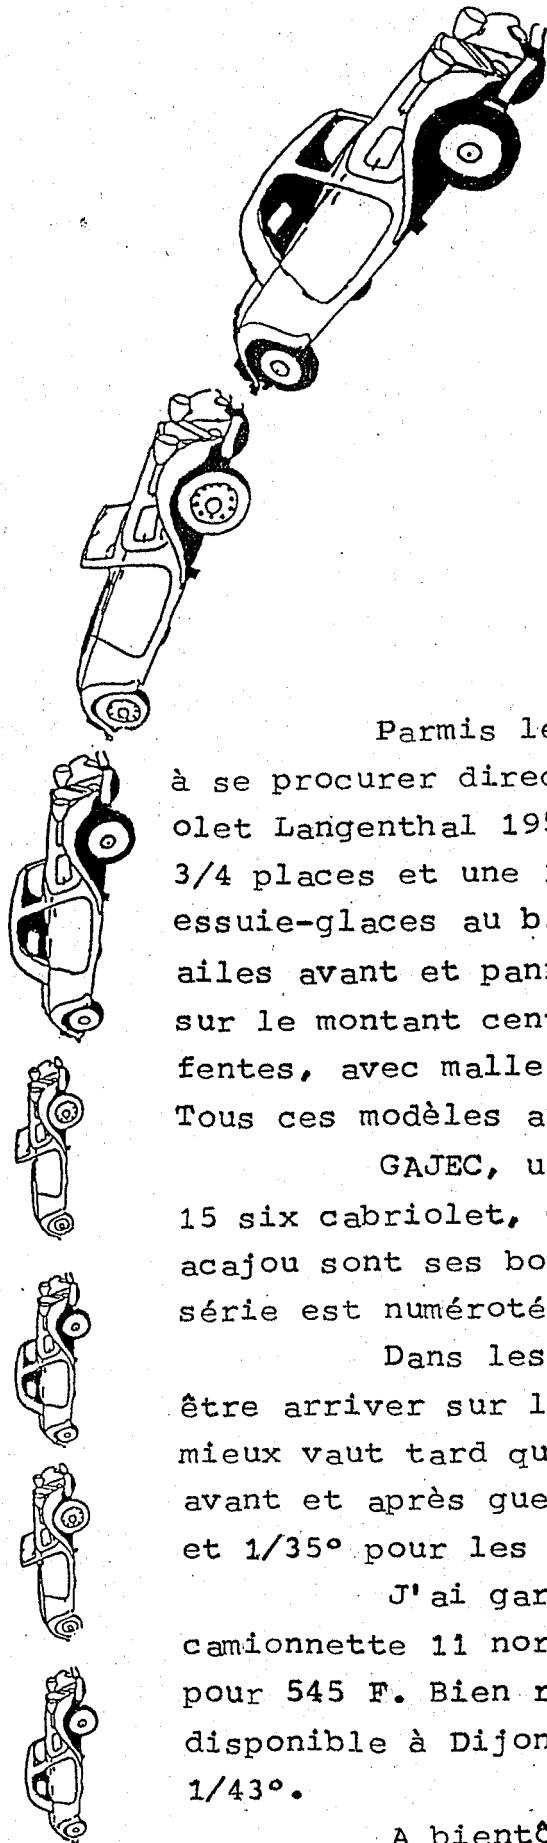 Parmis le
à se procurer direc
olet Langenthal 195
3/4 places et une
essuie-glaces au b
ailes avant et pan
sur le montant cen
fentes, avec malle
Tous ces modèles a
GAJEC, u
15 six cabriolet,
acajou sont ses bo
série est numéroté
Dans les
être arriver sur l
mieux vaut tard qu
avant et après gue
et 1/35° pour les
J'ai gar
camionnette 11 nor
pour 545 F. Bien r
disponible à Dijon
1/43°.
A bientô